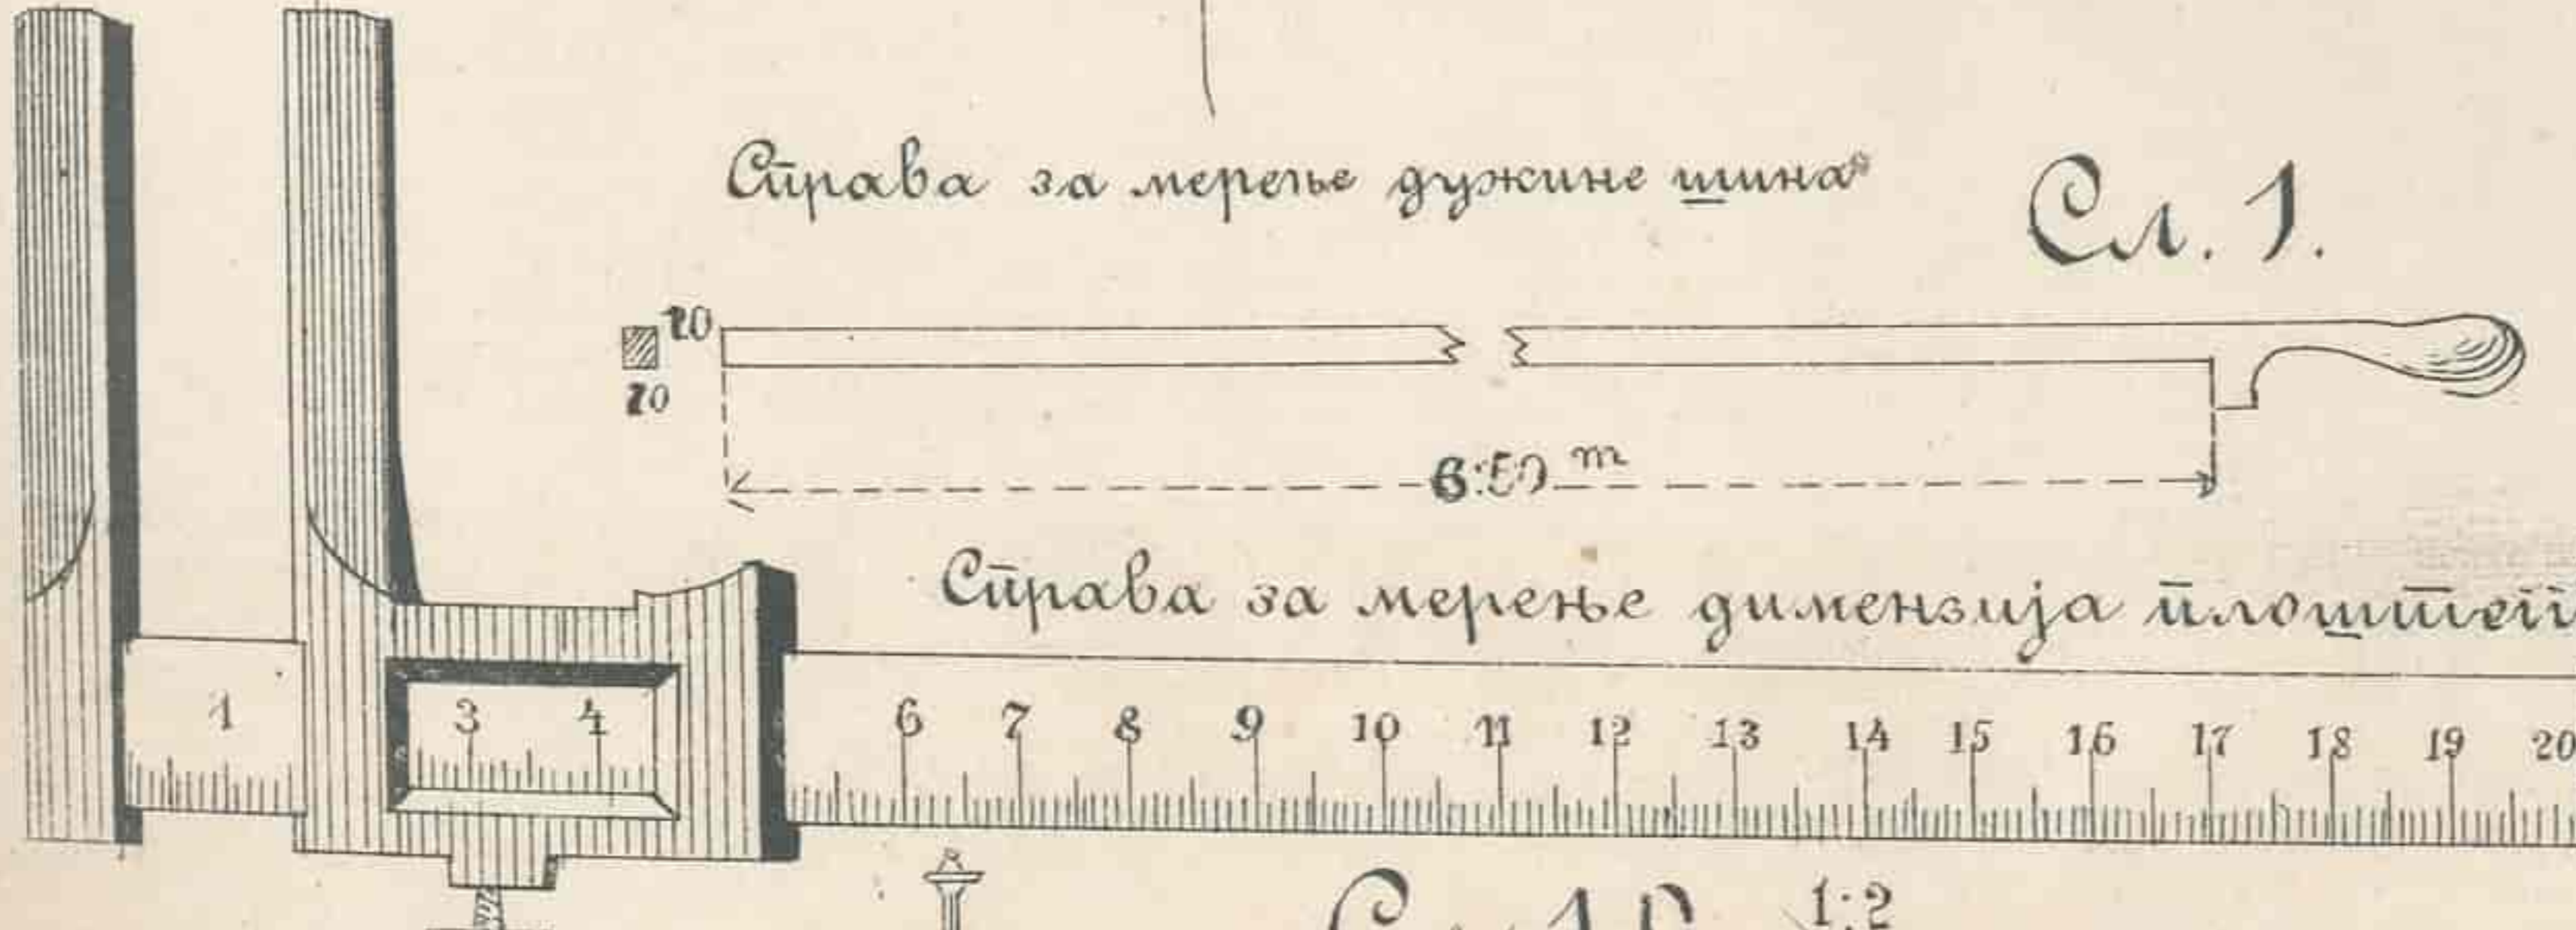 Справа за мерење дужине шина
Сл. 1.
20
20
6.50 m
Справа за мерење димензија
1 3 4 6 7 8 9 10 11 12 13 14 15 16 17 18 19 20
1:2